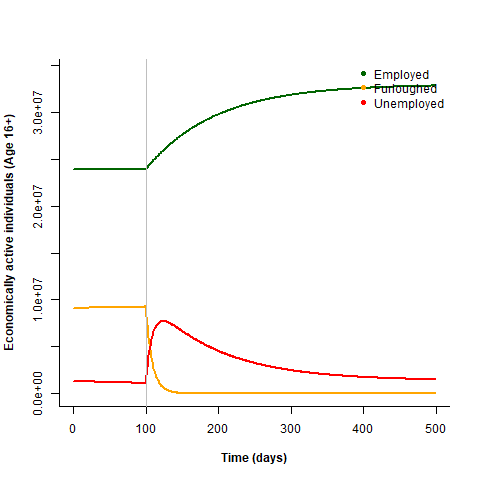 Employed
Furloughed
Unemployed
Economically active individuals (Age 16+)
3.0e+07
2.0e+07
1.0e+07
0.0e+00
0 100 200 300 400 500
Time (days)